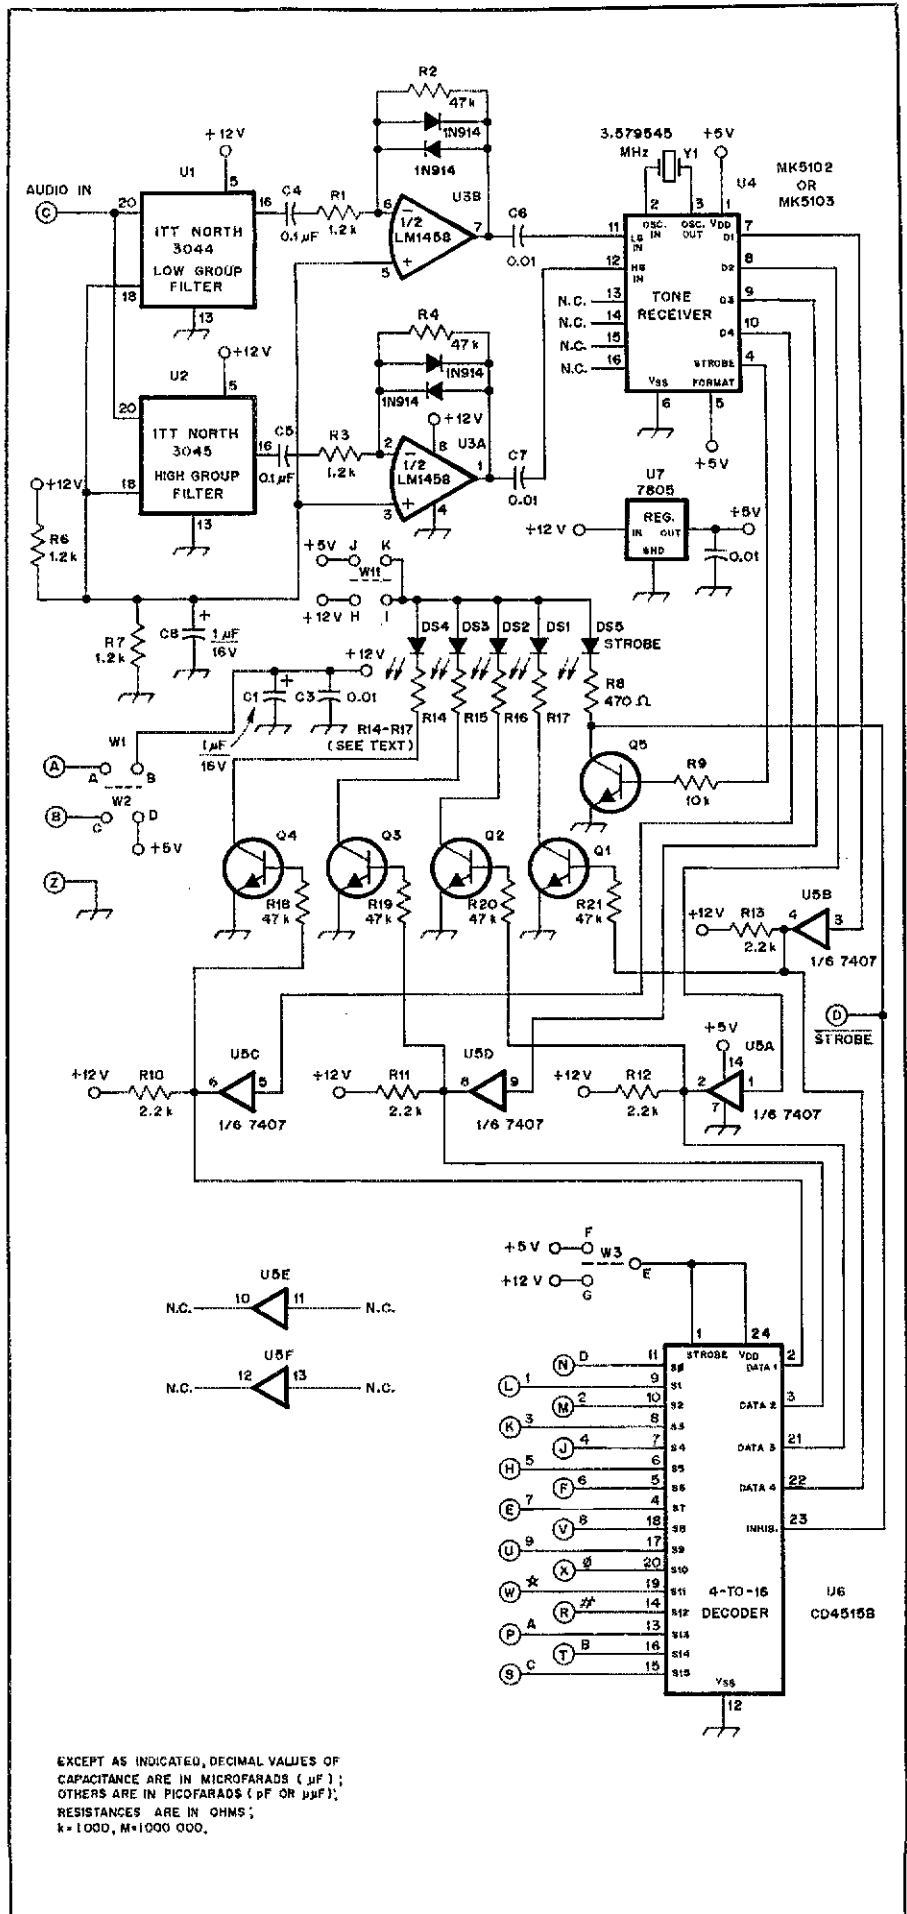 R2
47k
1N914
1N914
+12V
U1
5
AUDIO IN
C
20
16
C4
0.1µF
R1
1.2k
6
−
1/2
LM1458
U3B
7
+
5
C6
0.01
ITT NORTH
3044
LOW GROUP
FILTER
18
13
3.579545
MHz
Y1
+5V
U4
MK5102
OR
MK5103
2
3
1
OSC.
IN
OSC.
OUT
VDD
11
LG
IN
12
HG
IN
D1
7
D2
8
D3
9
D4
10
TONE
RECEIVER
N.C.
13
N.C.
14
N.C.
15
N.C.
16
STROBE
4
VSS
FORMAT
6
5
+5V
R4
47k
1N914
1N914
+12V
U2
5
20
ITT NORTH
3045
HIGH GROUP
FILTER
16
C5
0.1µF
R3
1.2k
2
−
1/2
LM1458
+12V
8
U3A
1
+
3
4
C7
0.01
18
13
+12V
R6
1.2k
U7
7805
+12V
REG.
IN
OUT
GND
+5V
0.01
+5V
J
K
W11
+12V
H
I
R7
1.2k
C8
+
1µF
16V
DS4
DS3
DS2
DS1
DS5
STROBE
R14
R15
R16
R17
R8
470 Ω
+12V
C1
+
C3
0.01
1µF
16V
R14-R17
(SEE TEXT)
W1
A
A
B
W2
B
C
D
+5V
Z
Q5
R9
10k
Q4
Q3
Q2
Q1
R18
47k
R19
47k
R20
47k
R21
47k
+12V
R13
2.2k
4
3
U5B
1/6 7407
D
STROBE
+12V
R10
2.2k
6
5
U5C
1/6 7407
+12V
R11
2.2k
8
9
U5D
1/6 7407
+12V
R12
2.2k
+5V
14
2
1
7
U5A
1/6 7407
+5V
F
W3
E
+12V
G
U5E
N.C.
10
11
N.C.
U5F
N.C.
12
13
N.C.
1
24
STROBE
VDD
N D 11 S0
L 1 9 S1
M 2 10 S2
K 3 8 S3
J 4 7 S4
H 5 6 S5
F 6 5 S6
E 7 4 S7
V 8 18 S8
U 9 17 S9
X Ø 20 S10
W ☆ 19 S11
R # 14 S12
P A 13 S13
T B 16 S14
S C 15 S15
DATA 1 2
DATA 2 3
DATA 3 21
DATA 4 22
INHIB. 23
4-TO-16
DECODER
U6
CD4515B
VSS
12
EXCEPT AS INDICATED, DECIMAL VALUES OF
CAPACITANCE ARE IN MICROFARADS ( µF ) ;
OTHERS ARE IN PICOFARADS ( pF OR µµF);
RESISTANCES ARE IN OHMS ;
k=1000, M=1000 000.